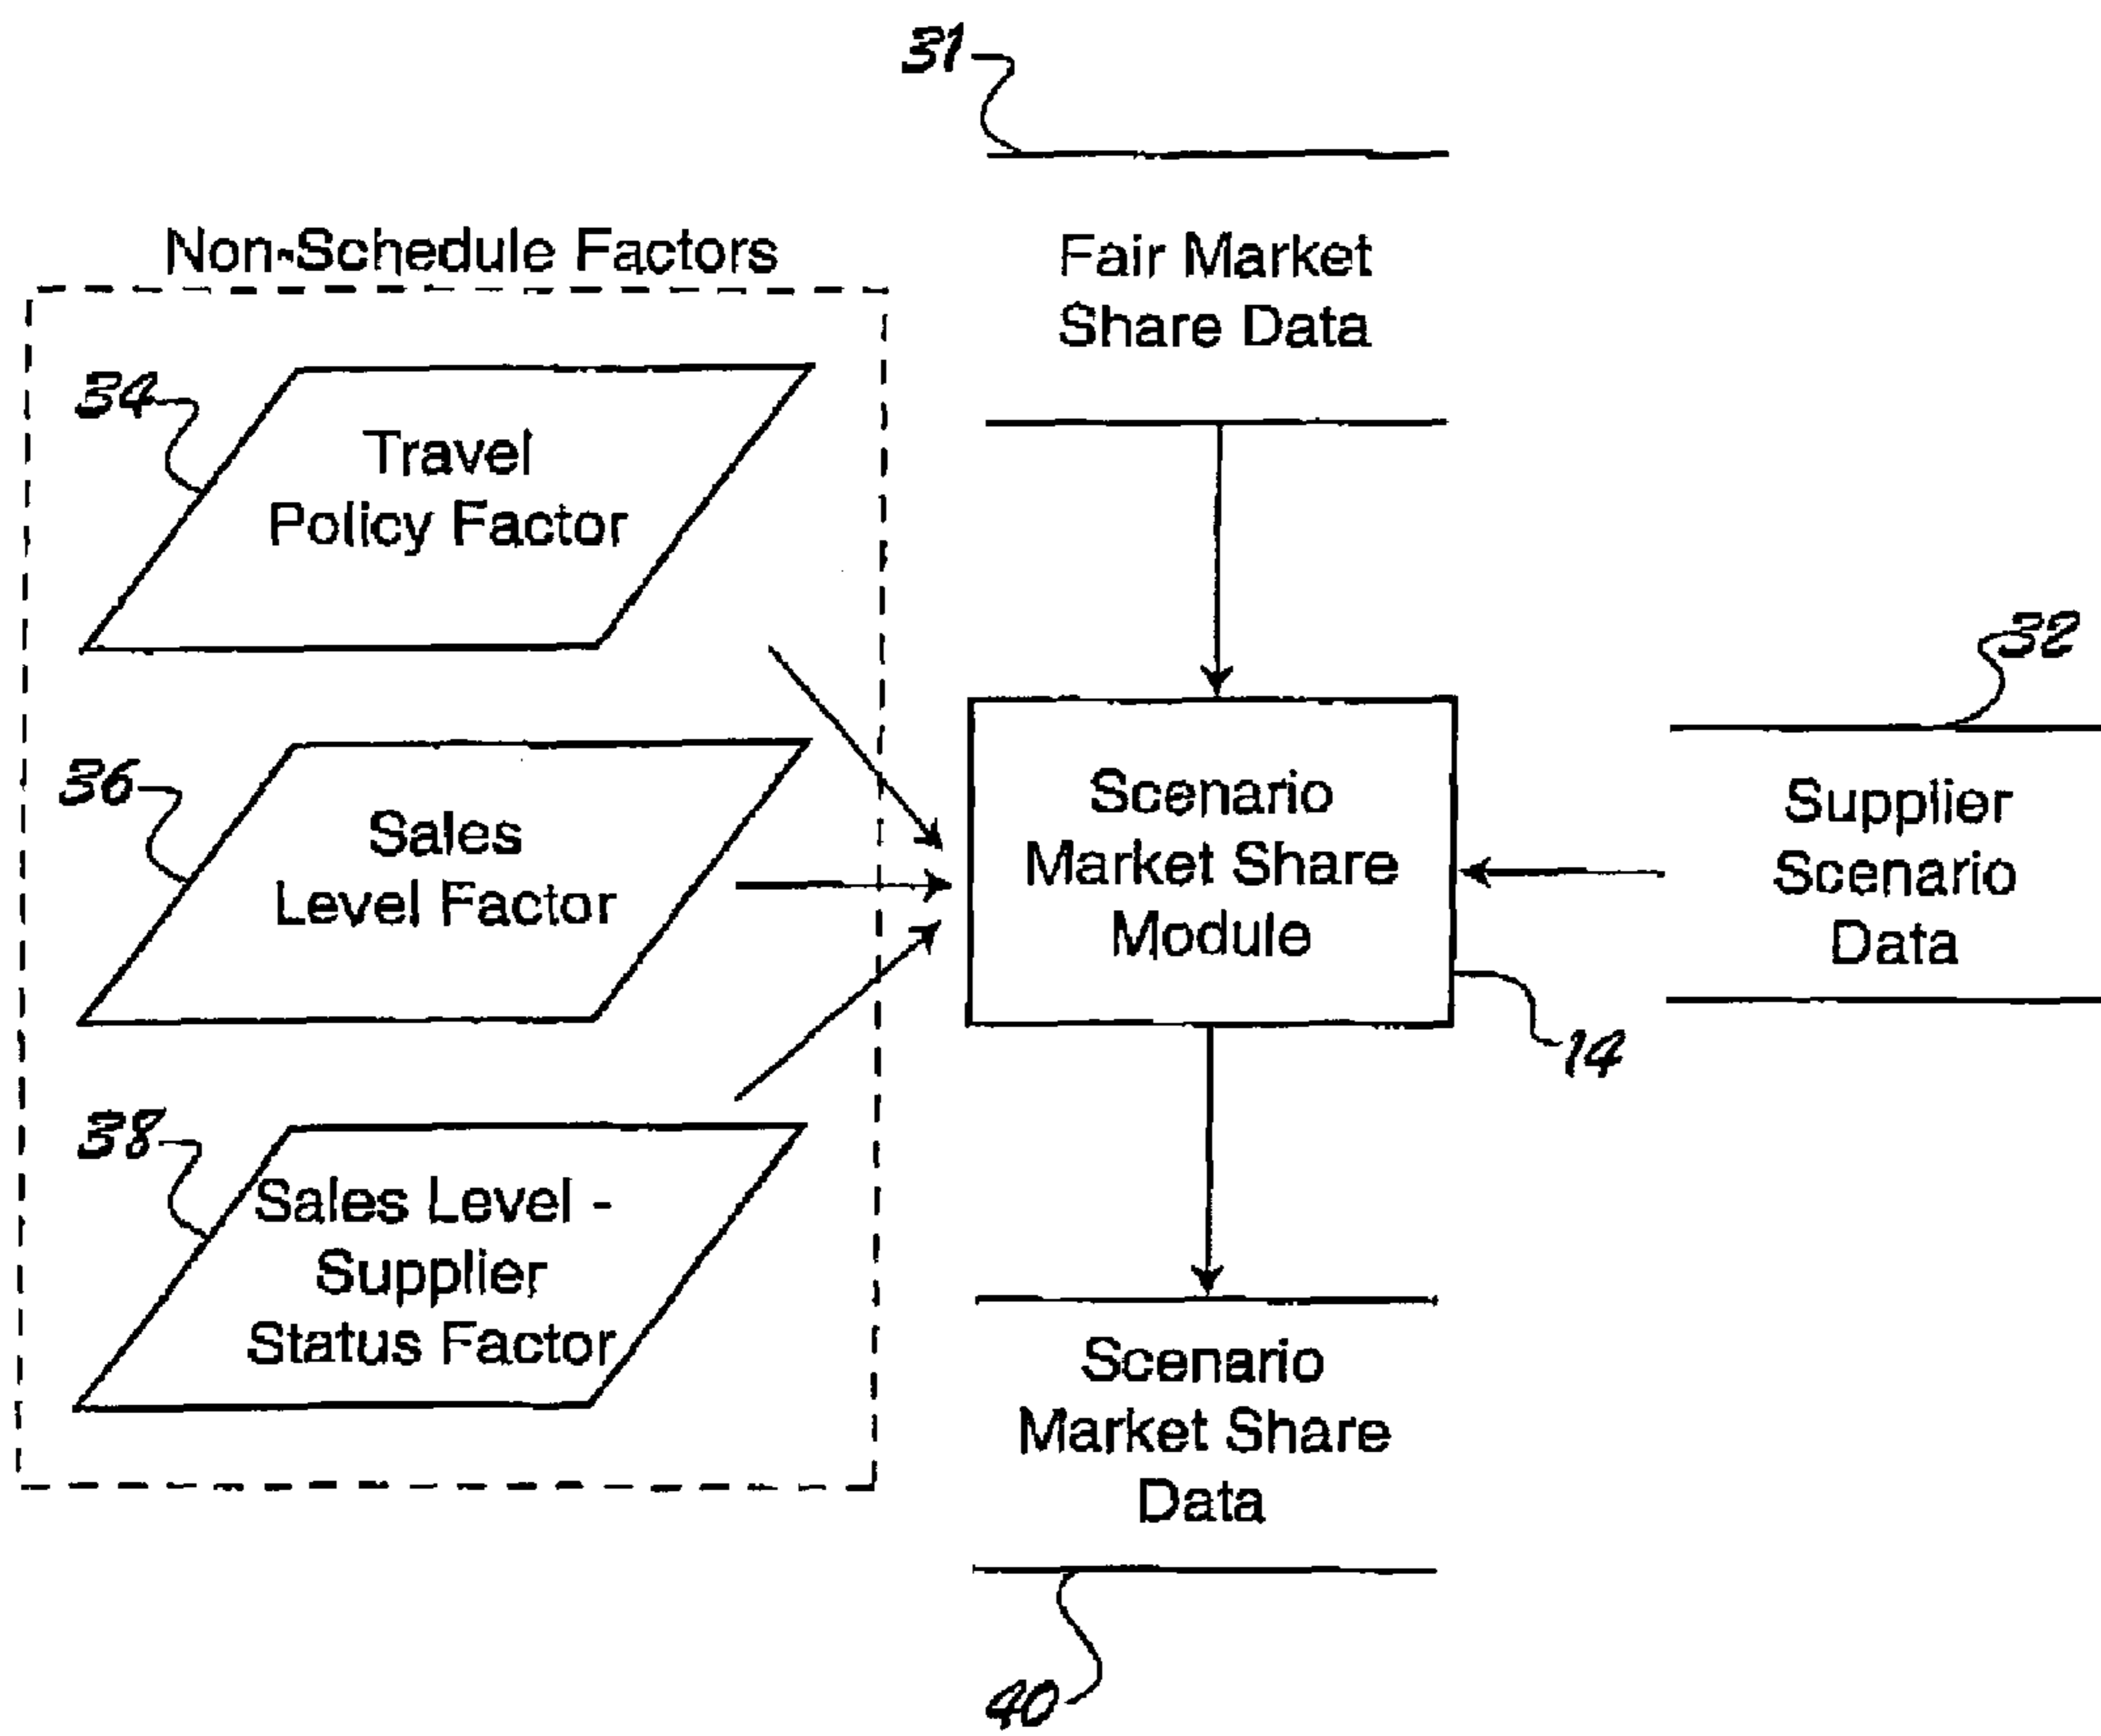 31
Non-Schedule Factors
Fair Market
Share Data
34
Travel
Policy Factor
32
36
Sales
Level Factor
Scenario
Market Share
Module
Supplier
Scenario
Data
14
38
Sales Level -
Supplier
Status Factor
Scenario
Market Share
Data
40